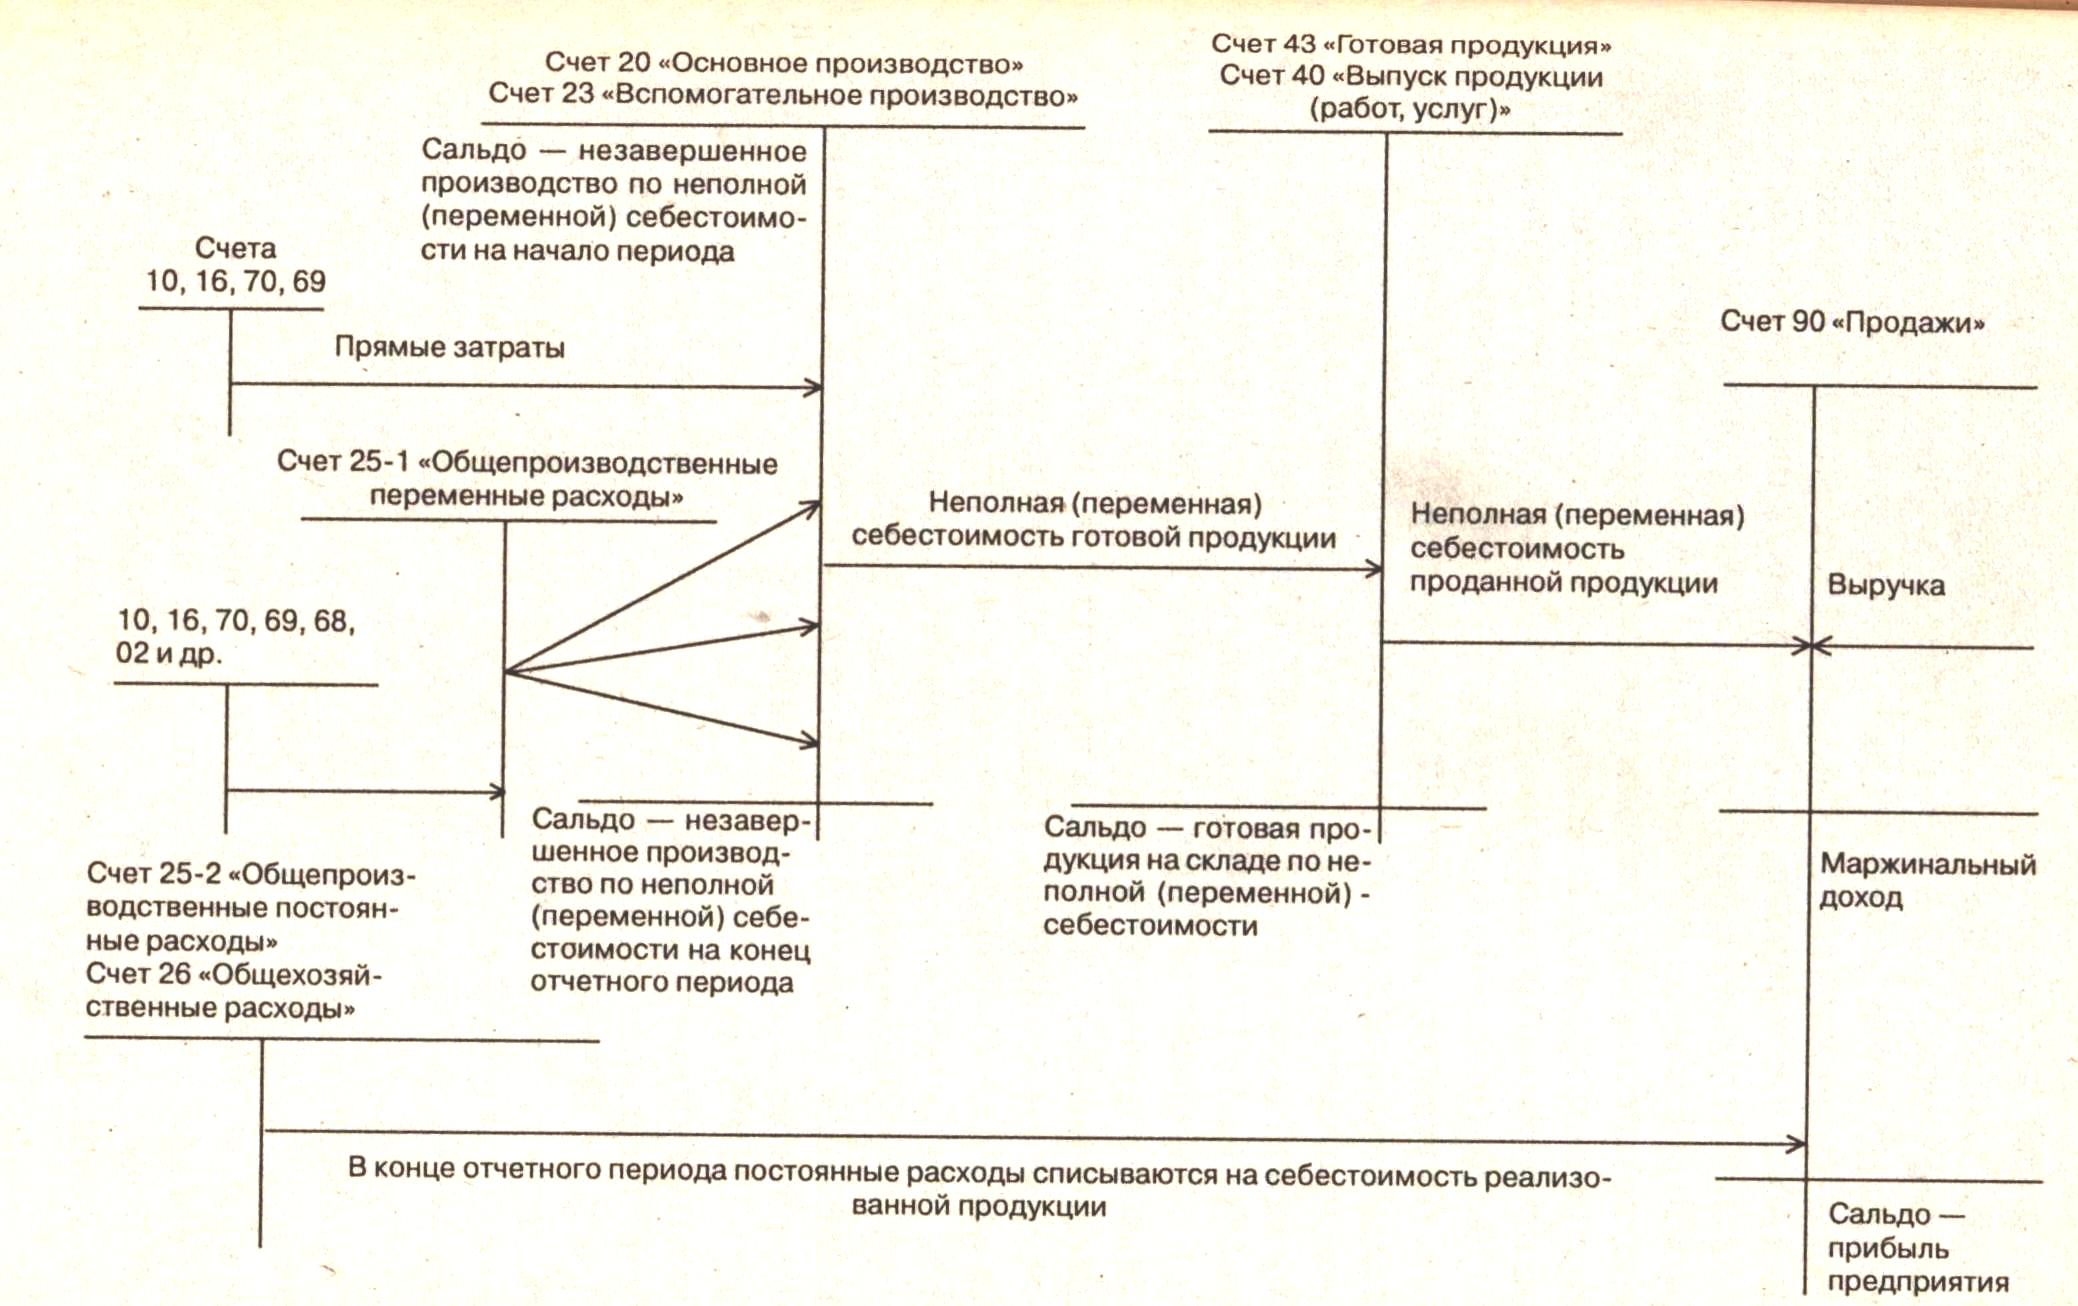 Счет 20 «Основное производство»
Счет 23 «Вспомогательное производство»
Счет 43 «Готовая продукция»
Счет 40 «Выпуск продукции
(работ, услуг)»
Сальдо — незавершенное
производство по неполной
(переменной) себестоимо-
сти на начало периода
Счета
10, 16, 70, 69
Прямые затраты
Счет 90 «Продажи»
Счет 25-1 «Общепроизводственные
переменные расходы»
Неполная (переменная)
себестоимость готовой продукции
Неполная (переменная)
себестоимость
проданной продукции
Выручка
10, 16, 70, 69, 68,
02 и др.
Сальдо — незавер-
шенное производ-
ство по неполной
(переменной) себе-
стоимости на конец
отчетного периода
Сальдо — готовая про-
дукция на складе по не-
полной (переменной) -
себестоимости
Маржинальный
доход
Счет 25-2 «Общепроиз-
водственные постоян-
ные расходы»
Счет 26 «Общехозяй-
ственные расходы»
В конце отчетного периода постоянные расходы списываются на себестоимость реализо-
ванной продукции
Сальдо —
прибыль
предприятия